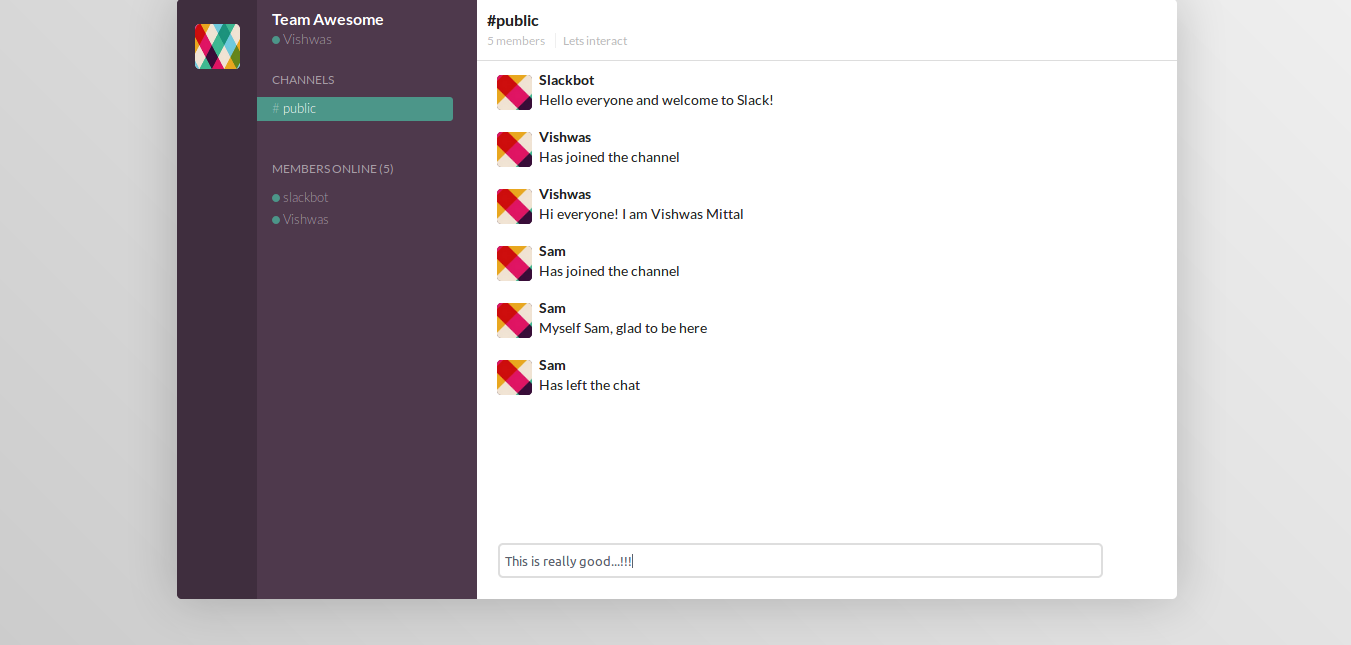 Team Awesome
Vishwas
CHANNELS
# public
MEMBERS ONLINE (5)
slackbot
Vishwas
#public
5 members Lets interact
Slackbot
Hello everyone and welcome to Slack!
Vishwas
Has joined the channel
Vishwas
Hi everyone! I am Vishwas Mittal
Sam
Has joined the channel
Sam
Myself Sam, glad to be here
Sam
Has left the chat
This is really good...!!!